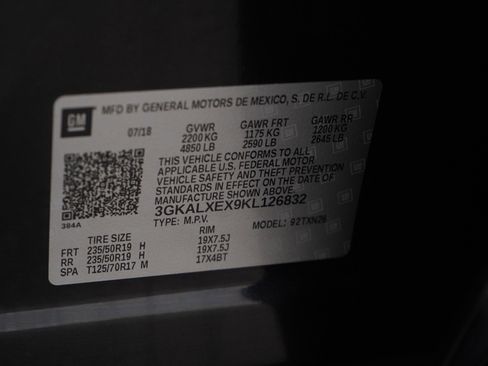 GM
MFD BY GENERAL MOTORS DE MEXICO, S. DE R.L. DE C.V.
07/18 GVWR GAWR FRT GAWR RR
2200 KG 1175 KG 1200 KG
4850 LB 2590 LB 2645 LB
THIS VEHICLE CONFORMS TO ALL
APPLICABLE U.S. FEDERAL MOTOR
VEHICLE SAFETY AND THEFT PREVENTION
STANDARDS IN EFFECT ON THE DATE OF
MANUFACTURE SHOWN ABOVE.
3GKALXEX9KL126832
384A TYPE: M.P.V. MODEL: 92TXN26
TIRE SIZE RIM
FRT 235/50R19 H 19X7.5J
RR 235/50R19 H 19X7.5J
SPA T125/70R17 M 17X4BT